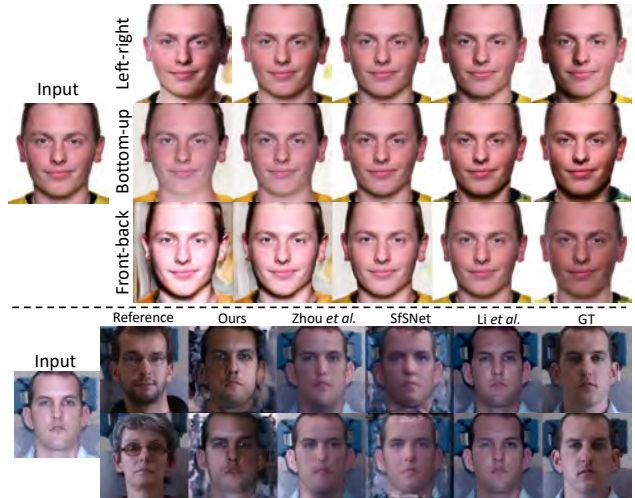 Input
Left-right
Bottom-up
Front-back
Reference Ours Zhou et al. SfSNet Li et al. GT
Input